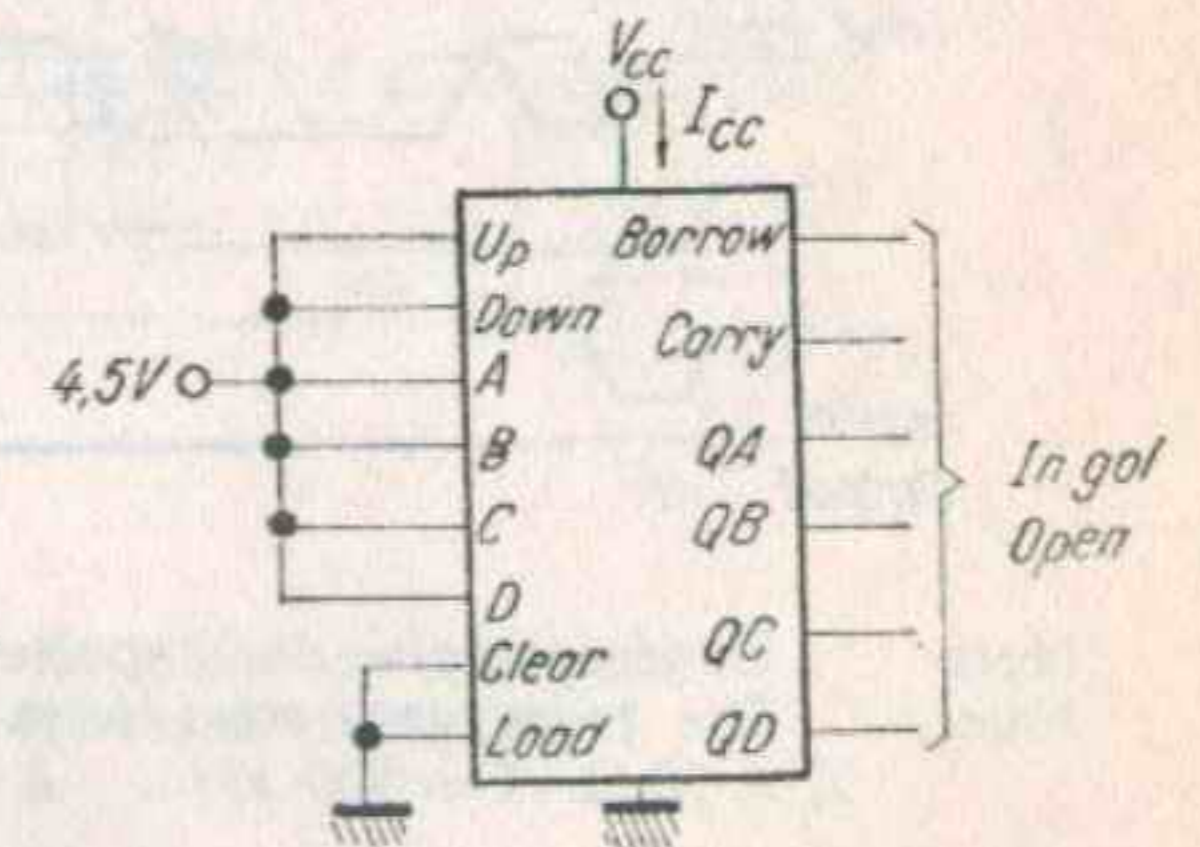 VCC
ICC
Up
Borrow
Down
Carry
4,5V
A
B
QA
C
QB
D
Clear
QC
Load
QD
In gol
Open